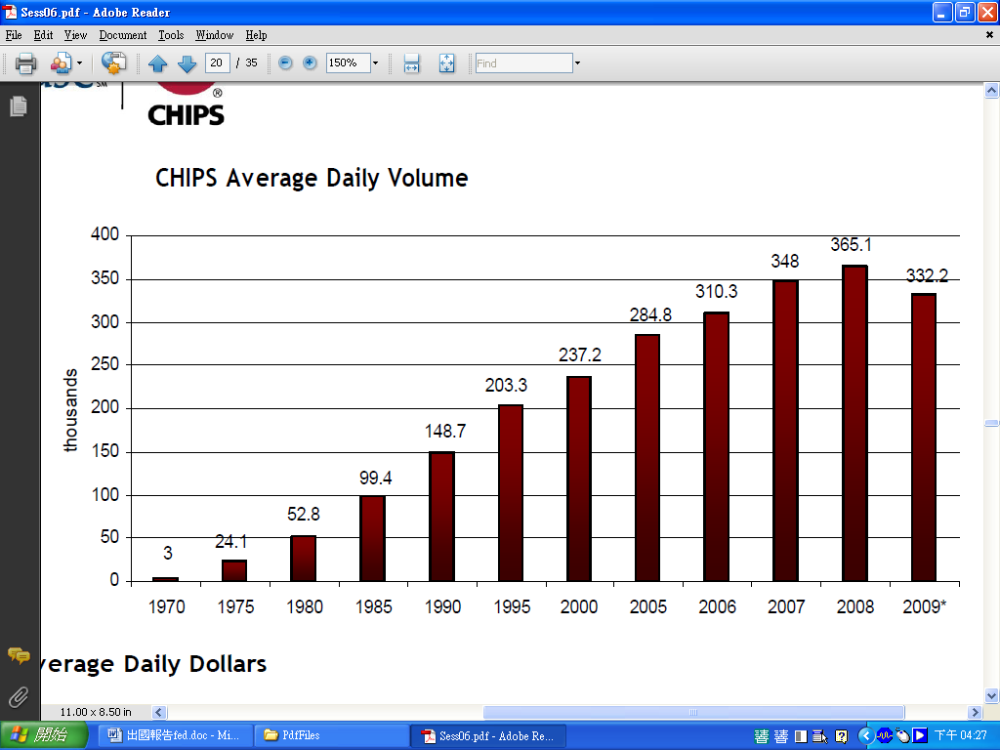 Sess06.pdf - Adobe Reader
File Edit View Document Tools Window Help
20 / 35 150% Find
CHIPS
®
SM
CHIPS Average Daily Volume
thousands
400
350
300
250
200
150
100
50
0
3
24.1
52.8
99.4
148.7
203.3
237.2
284.8
310.3
348
365.1
332.2
1970 1975 1980 1985 1990 1995 2000 2005 2006 2007 2008 2009*
verage Daily Dollars
11.00 x 8.50 in
開始 出國報告fed.doc - Mi... PdfFiles Sess06.pdf - Adobe Re... 下午 04:27